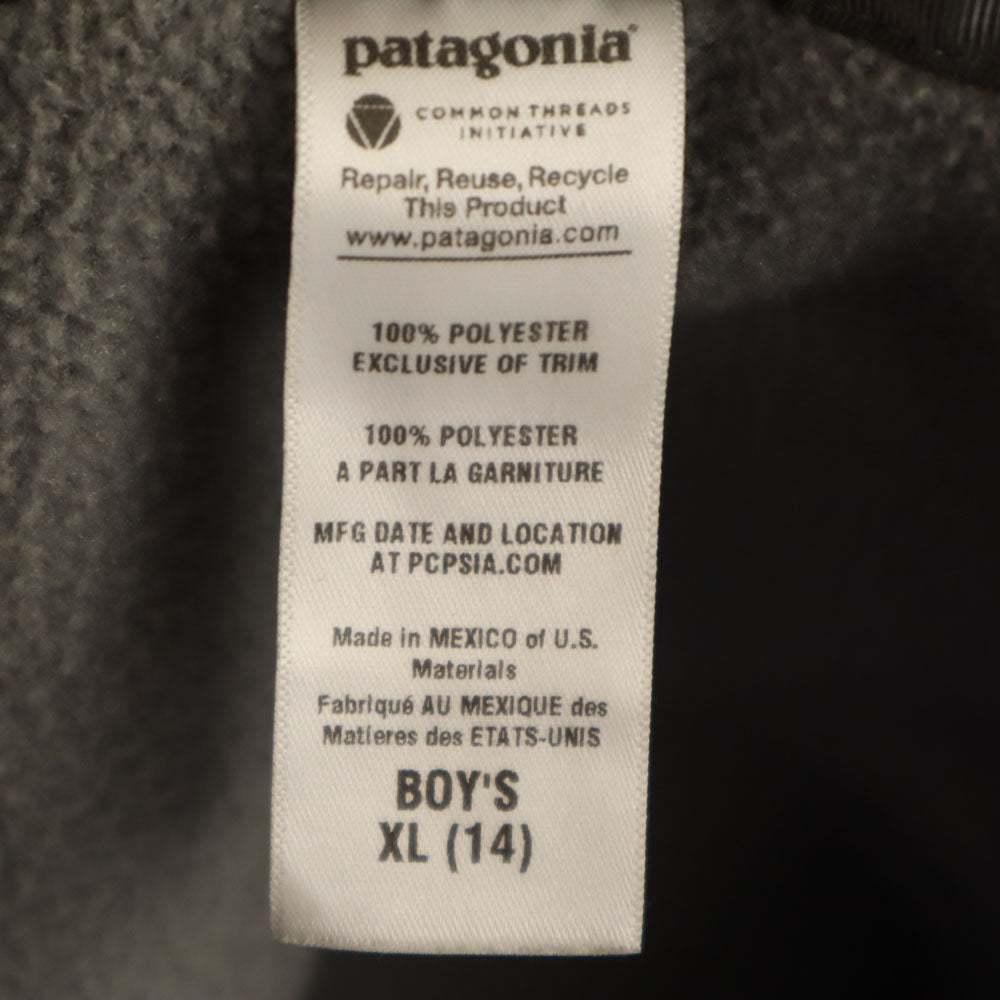 patagonia®
COMMON THREADS
INITIATIVE
Repair, Reuse, Recycle
This Product
www.patagonia.com
100% POLYESTER
EXCLUSIVE OF TRIM
100% POLYESTER
A PART LA GARNITURE
MFG DATE AND LOCATION
AT PCPSIA.COM
Made in MEXICO of U.S.
Materials
Fabriqué AU MEXIQUE des
Matieres des ETATS-UNIS
BOY'S
XL (14)